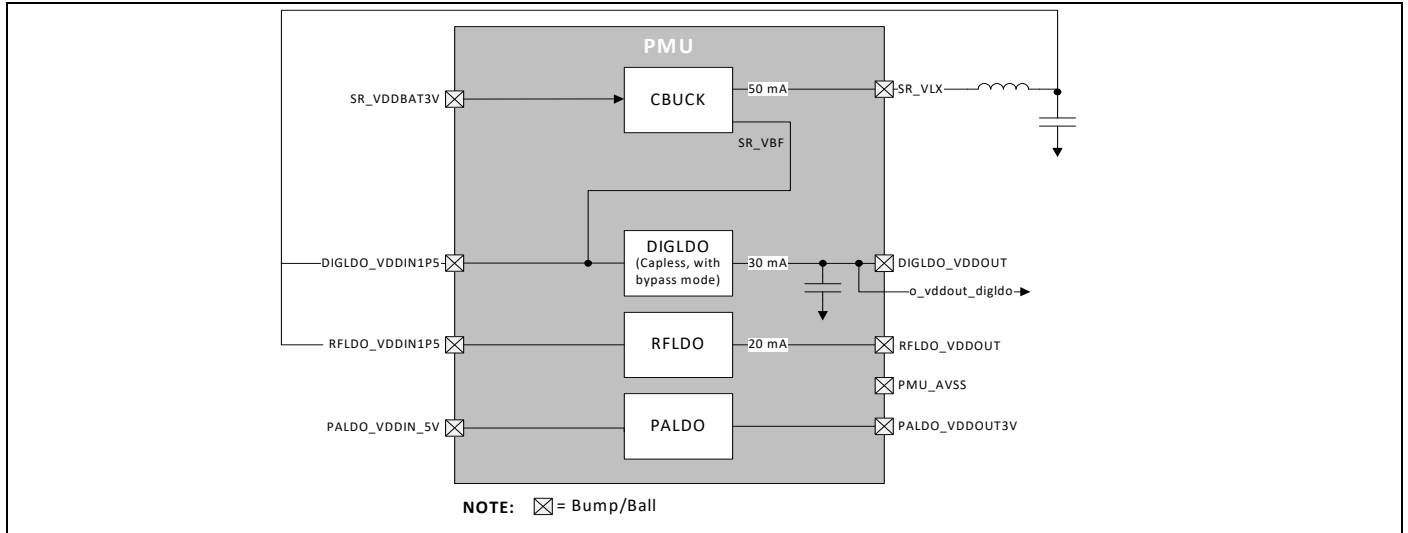 PMU
SR_VDDBAT3V
CBUCK
50 mA
SR_VLX
SR_VBF
DIGLDO_VDDIN1P5
DIGLDO
(Capless, with
bypass mode)
30 mA
DIGLDO_VDDOUT
o_vddout_digldo
RFLDO_VDDIN1P5
RFLDO
20 mA
RFLDO_VDDOUT
PMU_AVSS
PALDO_VDDIN_5V
PALDO
PALDO_VDDOUT3V
NOTE: = Bump/Ball